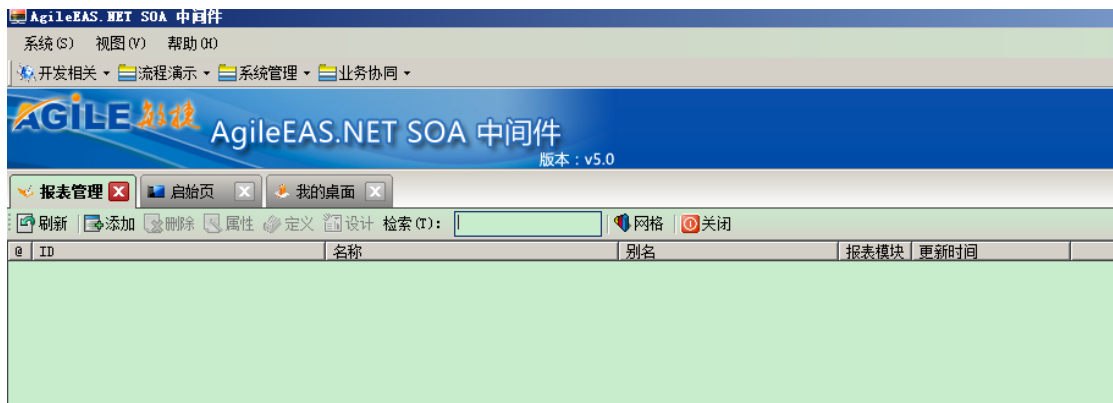 AgileEAS.NET SOA 中间件
系统(S) 视图(V) 帮助(H)
开发相关 流程演示 系统管理 业务协同
AGiLE 敏捷 AgileEAS.NET SOA 中间件
版本：v5.0
报表管理 启始页 我的桌面
刷新 添加 删除 属性 定义 设计 检索(T): 网格 关闭
@ ID 名称 别名 报表模块 更新时间